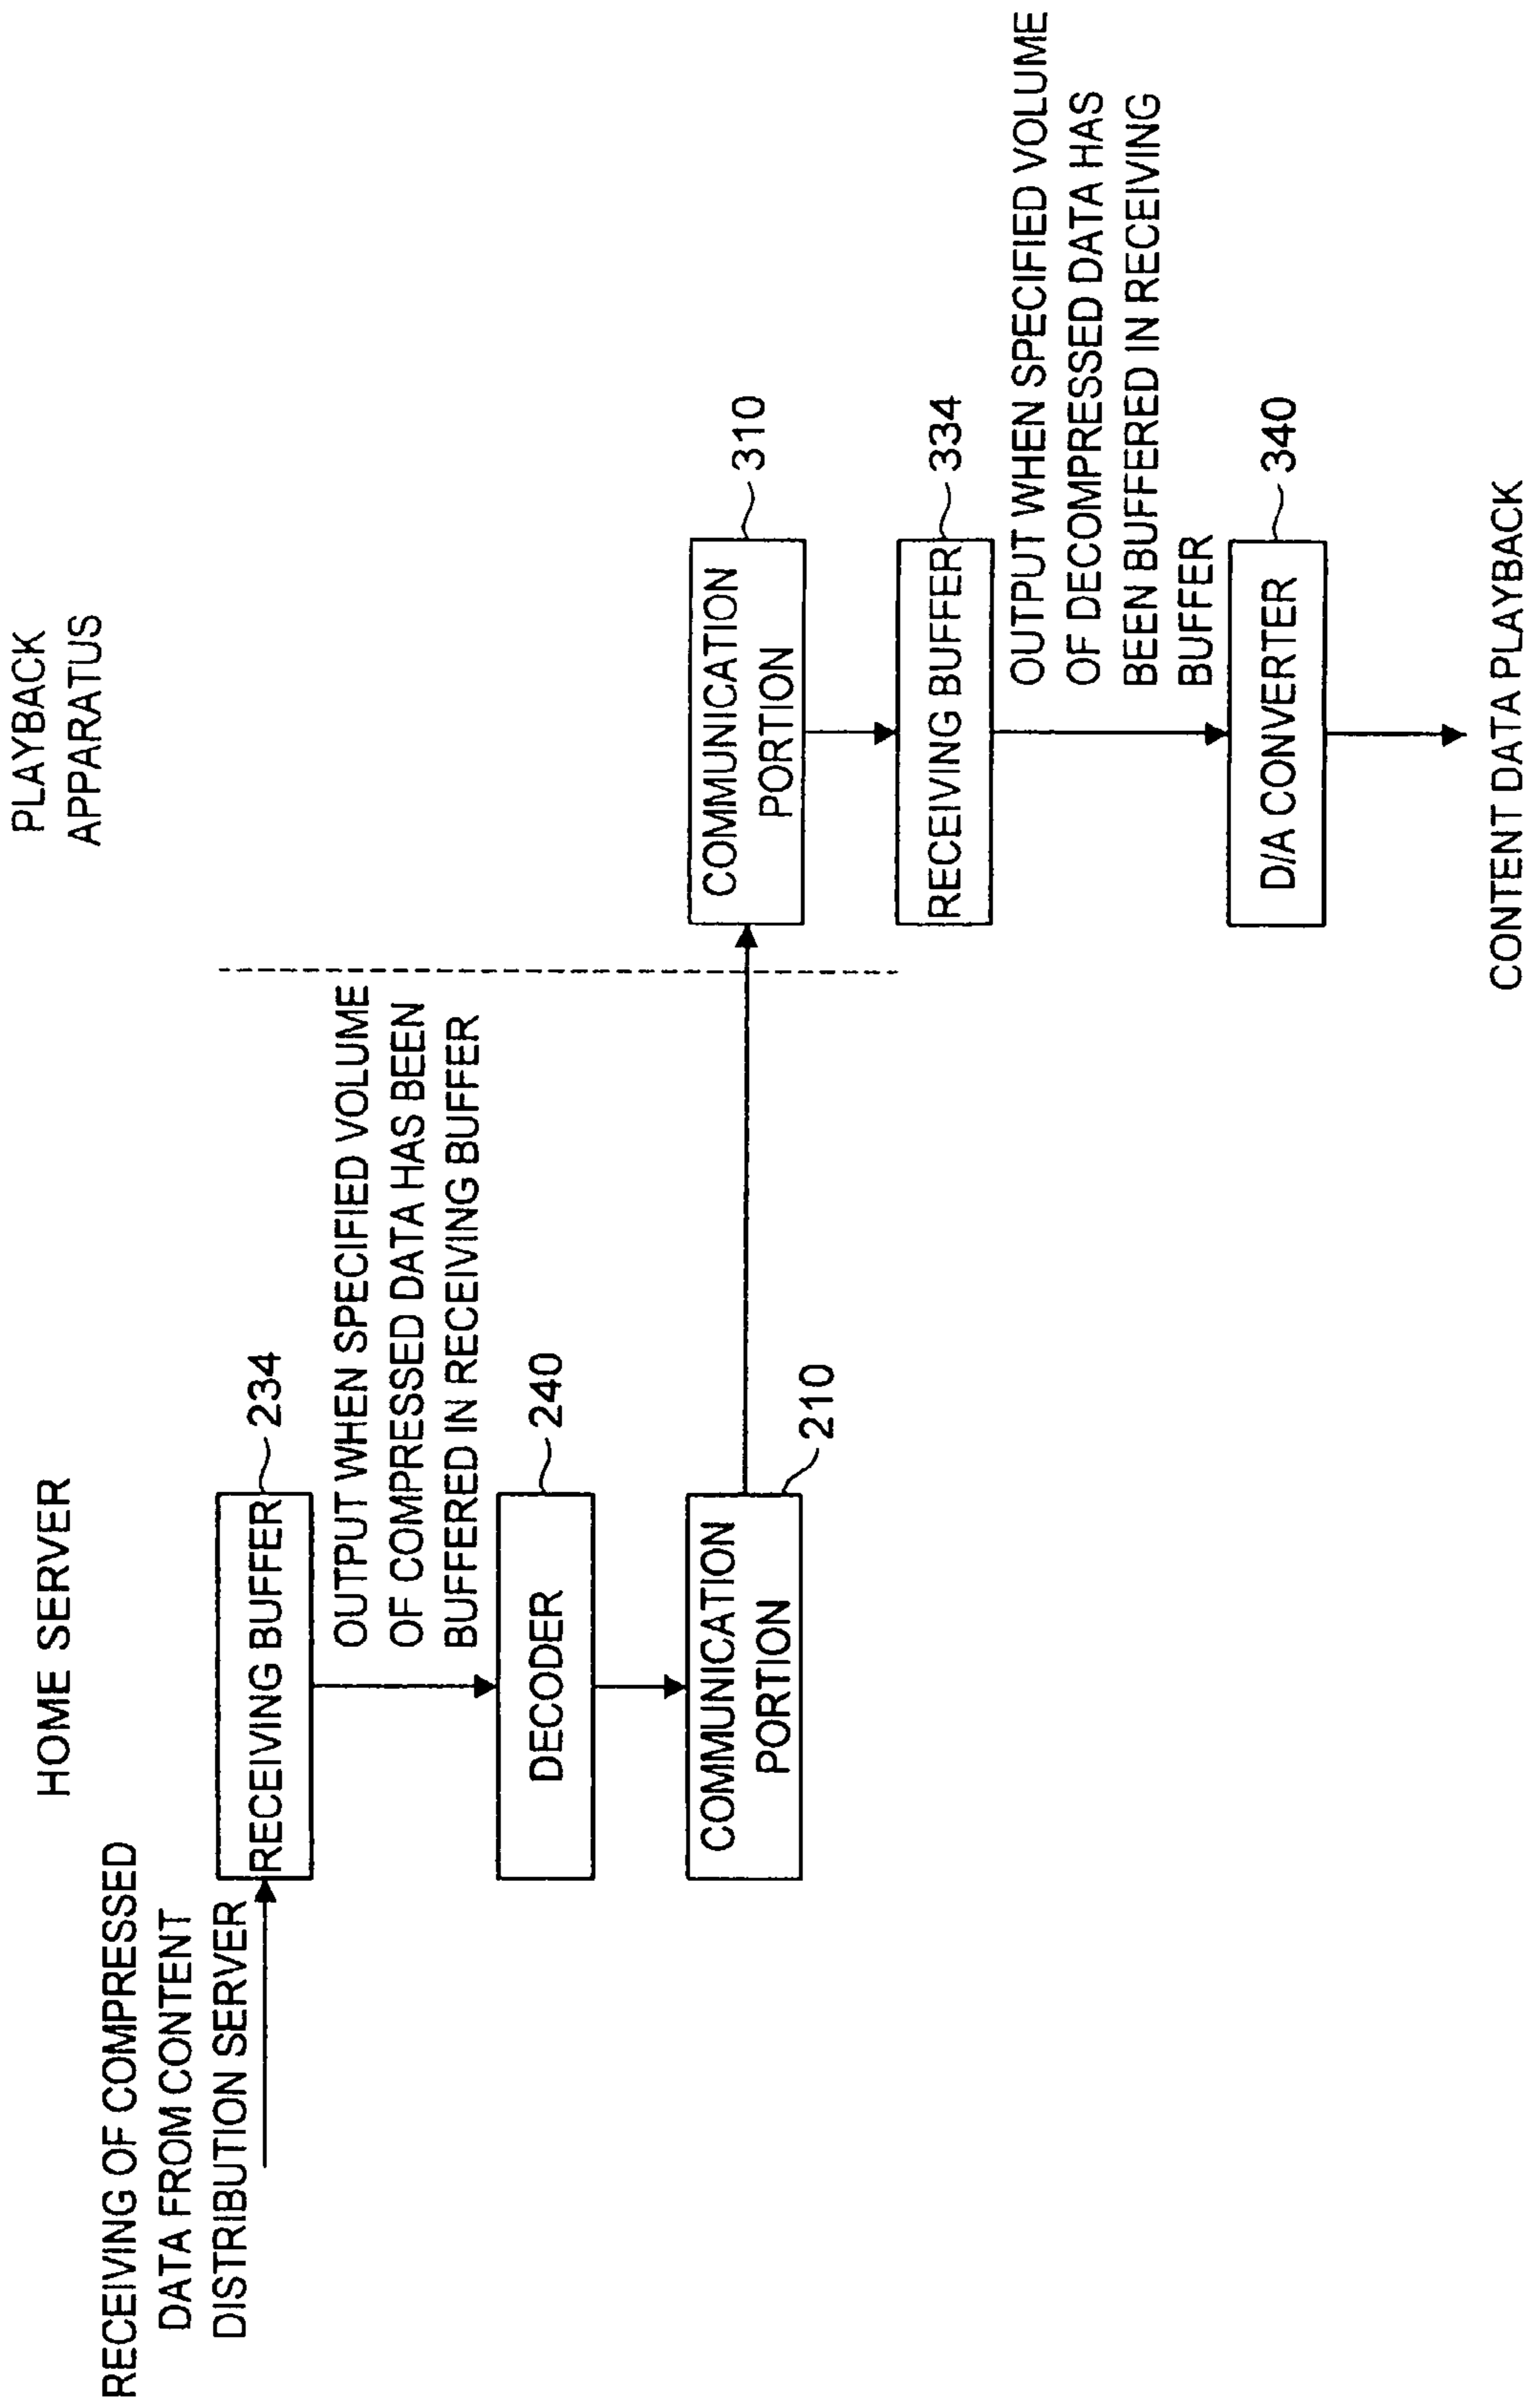 HOME SERVER
PLAYBACK
APPARATUS
RECEIVING OF COMPRESSED
DATA FROM CONTENT
DISTRIBUTION SERVER
RECEIVING BUFFER
234
OUTPUT WHEN SPECIFIED VOLUME
OF COMPRESSED DATA HAS BEEN
BUFFERED IN RECEIVING BUFFER
DECODER
240
COMMUNICATION
PORTION
210
COMMUNICATION
PORTION
310
RECEIVING BUFFER
334
OUTPUT WHEN SPECIFIED VOLUME
OF DECOMPRESSED DATA HAS
BEEN BUFFERED IN RECEIVING
BUFFER
D/A CONVERTER
340
CONTENT DATA PLAYBACK